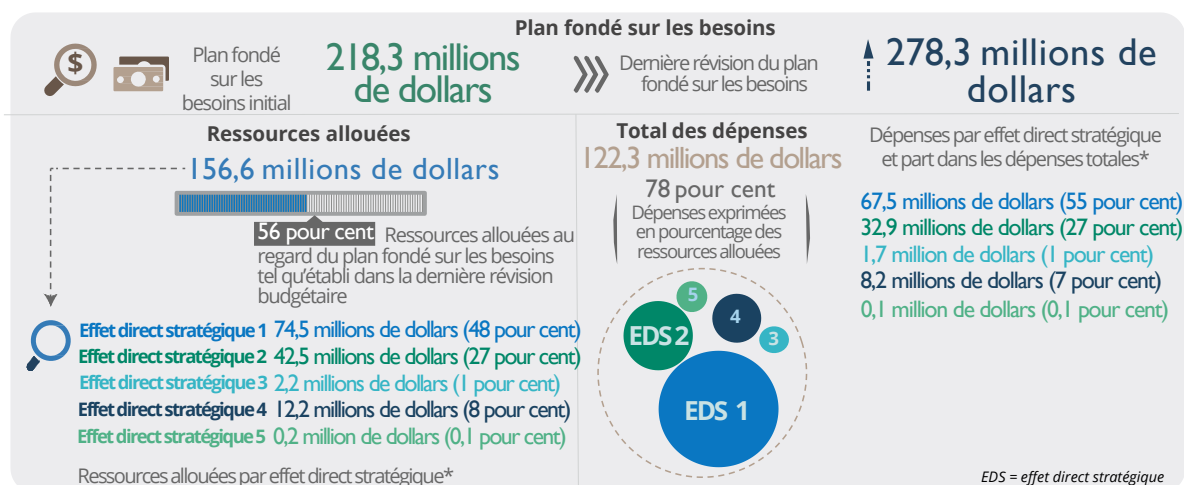 Plan fondé sur les besoins
Plan fondé
sur les
besoins initial
218,3 millions
de dollars
Dernière révision du plan
fondé sur les besoins
278,3 millions de
dollars
Ressources allouées
156,6 millions de dollars
56 pour cent Ressources allouées au
regard du plan fondé sur les besoins
tel qu'établi dans la dernière révision
budgétaire
Effet direct stratégique 1 74,5 millions de dollars (48 pour cent)
Effet direct stratégique 2 42,5 millions de dollars (27 pour cent)
Effet direct stratégique 3 2,2 millions de dollars (1 pour cent)
Effet direct stratégique 4 12,2 millions de dollars (8 pour cent)
Effet direct stratégique 5 0,2 million de dollars (0,1 pour cent)
Ressources allouées par effet direct stratégique*
Total des dépenses
122,3 millions de dollars
78 pour cent
Dépenses exprimées
en pourcentage des
ressources allouées
5
4
EDS 2
3
EDS 1
Dépenses par effet direct stratégique
et part dans les dépenses totales*
67,5 millions de dollars (55 pour cent)
32,9 millions de dollars (27 pour cent)
1,7 million de dollars (1 pour cent)
8,2 millions de dollars (7 pour cent)
0,1 million de dollars (0,1 pour cent)
EDS = effet direct stratégique
$